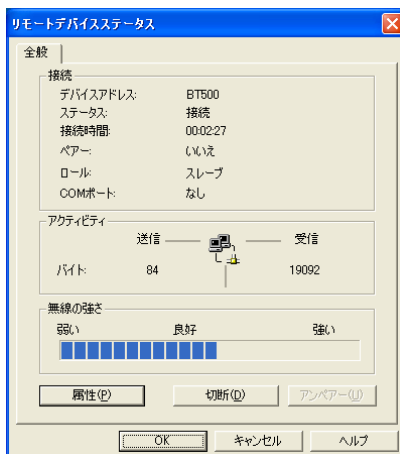 リモートデバイスステータス
全般
接続
デバイスアドレス: BT500
ステータス: 接続
接続時間: 00:02:27
ペアー: いいえ
ロール: スレーブ
COMポート: なし
アクティビティ
送信 受信
バイト: 84 19092
無線の強さ
弱い 良好 強い
属性(P) 切断(D) アンペアー(U)
OK キャンセル ヘルプ